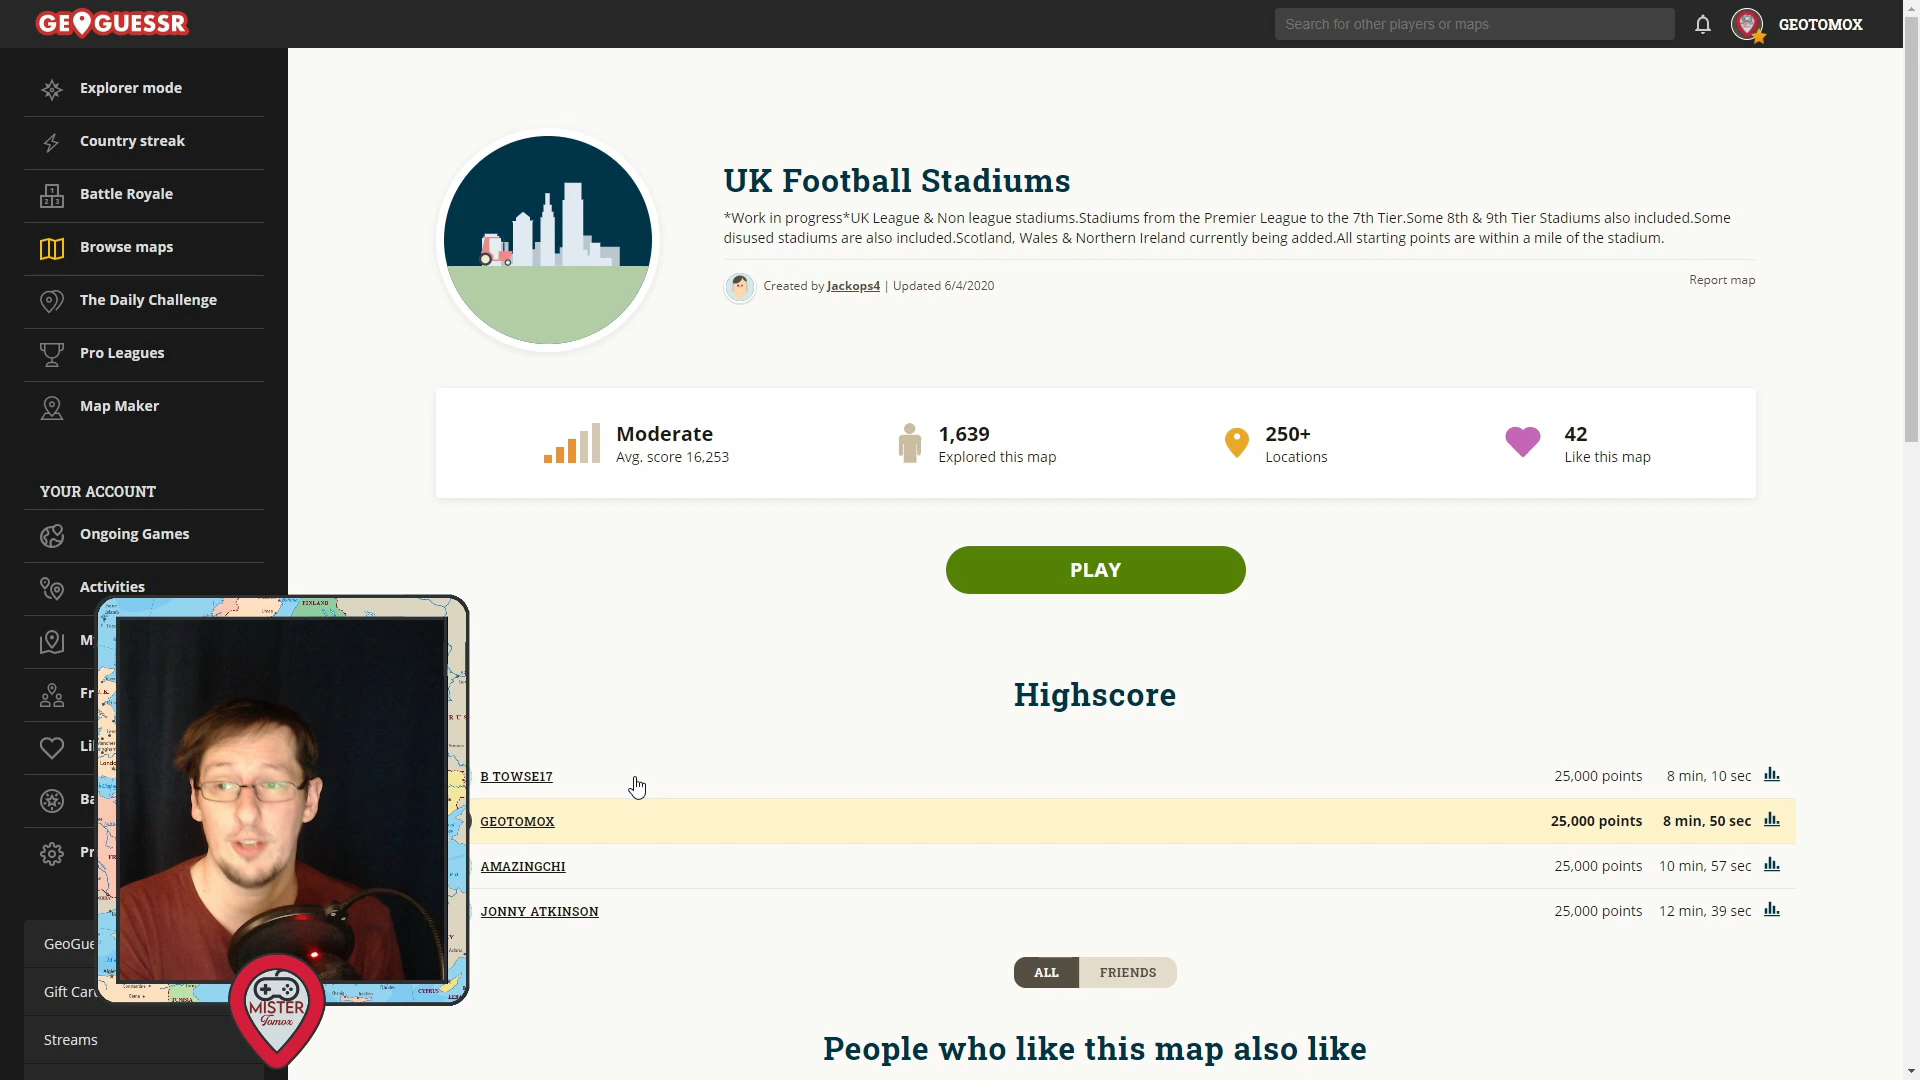 GEOGUESSR
Search for other players or maps
GEOTOMOX
Explorer mode
Country streak
Battle Royale
Browse maps
The Daily Challenge
Pro Leagues
Map Maker
YOUR ACCOUNT
Ongoing Games
Activities
UK Football Stadiums
*Work in progress*UK League & Non league stadiums.Stadiums from the Premier League to the 7th Tier.Some 8th & 9th Tier Stadiums also included.Some
disused stadiums are also included.Scotland, Wales & Northern Ireland currently being added.All starting points are within a mile of the stadium.
Created by Jackops4 | Updated 6/4/2020
Report map
Moderate
Avg. score 16,253
1,639
Explored this map
250+
Locations
42
Like this map
PLAY
Highscore
B TOWSE17 25,000 points 8 min, 10 sec
GEOTOMOX 25,000 points 8 min, 50 sec
AMAZINGCHI 25,000 points 10 min, 57 sec
JONNY ATKINSON 25,000 points 12 min, 39 sec
ALL FRIENDS
People who like this map also like
Streams
FINLAND
TUNISIA
CYPRUS
MISTER
Tomox